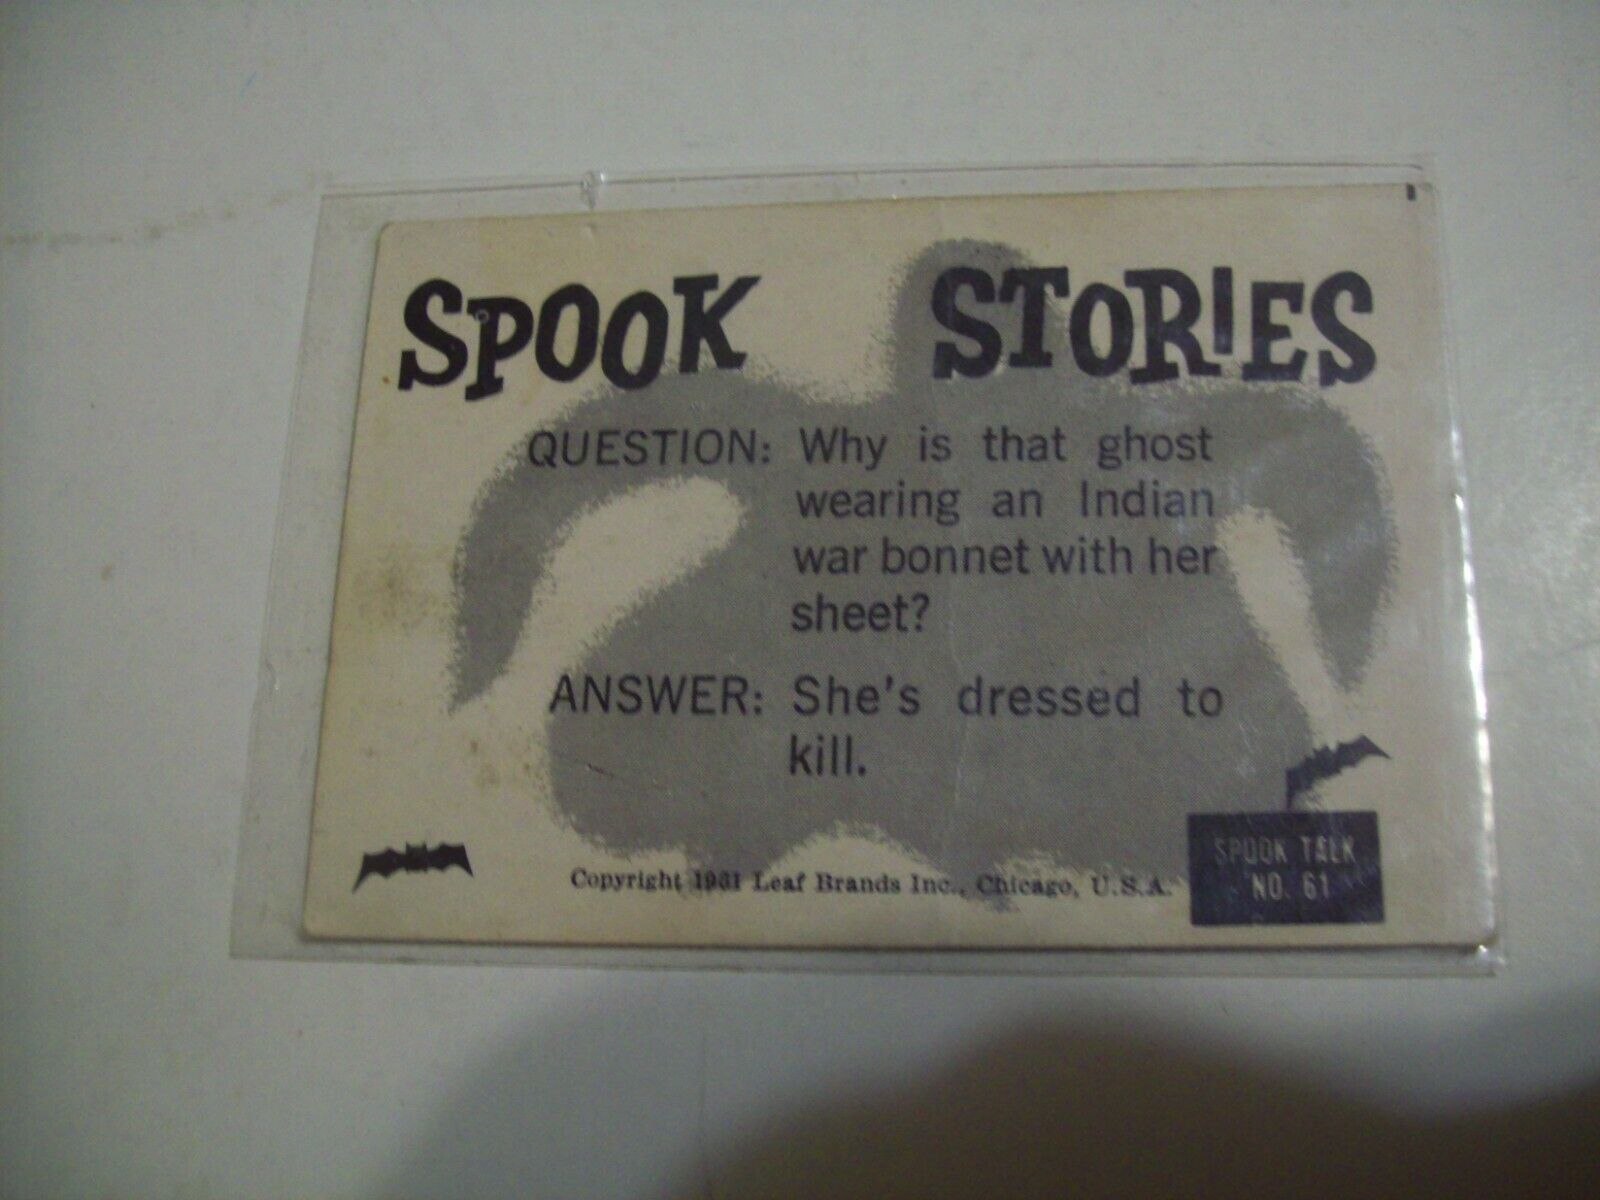 SPOOK STORIES
QUESTION: Why is that ghost
wearing an Indian
war bonnet with her
sheet?
ANSWER: She's dressed to
kill.
Copyright 1961 Leaf Brands Inc., Chicago, U.S.A.
SPOOK TALK
NO. 61